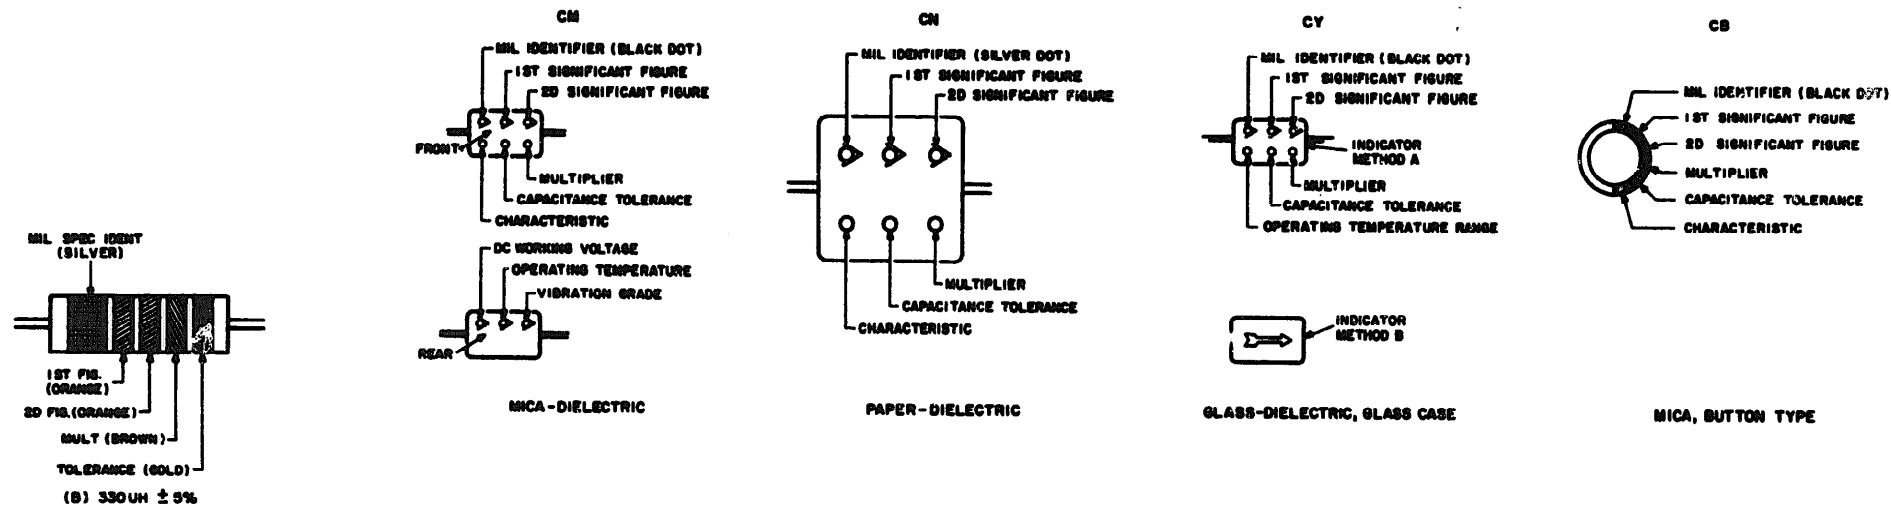 MIL SPEC IDENT
(SILVER)
1ST FIG.
(ORANGE)
2D FIG.(ORANGE)
MULT (BROWN)
TOLERANCE (GOLD)
(B) 330UH ± 5%
CM
MIL IDENTIFIER (BLACK DOT)
1ST SIGNIFICANT FIGURE
2D SIGNIFICANT FIGURE
FRONT
MULTIPLIER
CAPACITANCE TOLERANCE
CHARACTERISTIC
DC WORKING VOLTAGE
OPERATING TEMPERATURE
VIBRATION GRADE
REAR
MICA-DIELECTRIC
CN
MIL IDENTIFIER (SILVER DOT)
1ST SIGNIFICANT FIGURE
2D SIGNIFICANT FIGURE
MULTIPLIER
CAPACITANCE TOLERANCE
CHARACTERISTIC
PAPER-DIELECTRIC
CY
MIL IDENTIFIER (BLACK DOT)
1ST SIGNIFICANT FIGURE
2D SIGNIFICANT FIGURE
INDICATOR
METHOD A
MULTIPLIER
CAPACITANCE TOLERANCE
OPERATING TEMPERATURE RANGE
INDICATOR
METHOD B
GLASS-DIELECTRIC, GLASS CASE
CB
MIL IDENTIFIER (BLACK DOT)
1ST SIGNIFICANT FIGURE
2D SIGNIFICANT FIGURE
MULTIPLIER
CAPACITANCE TOLERANCE
CHARACTERISTIC
MICA, BUTTON TYPE